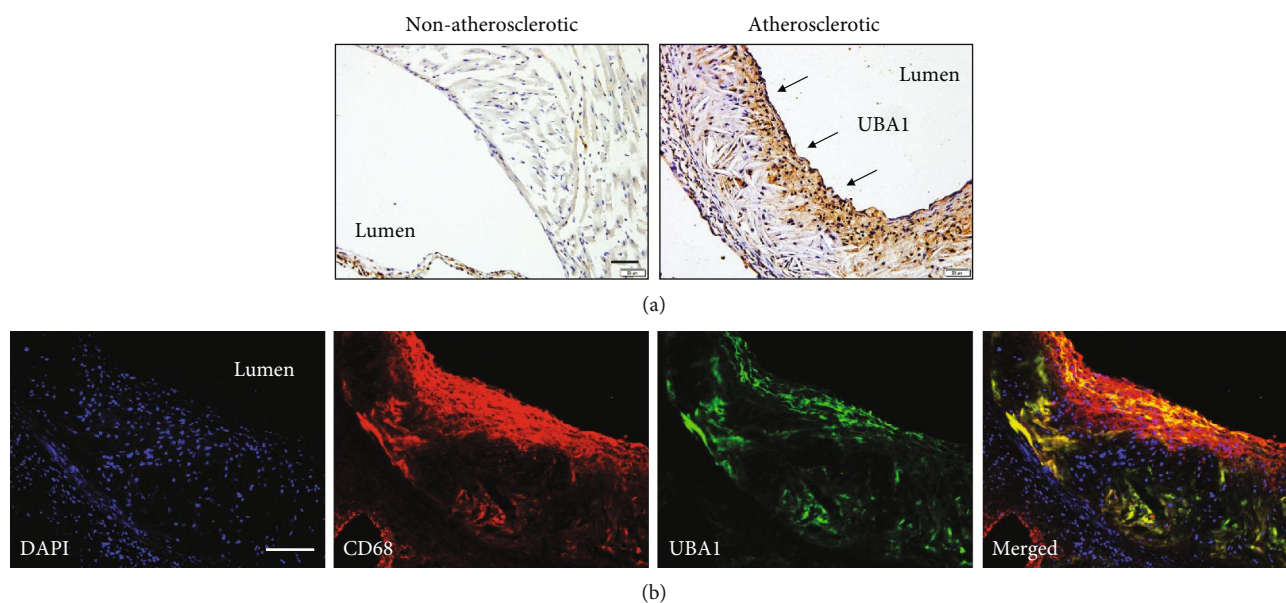 Non-atherosclerotic
Atherosclerotic
Lumen
Lumen
UBA1
(a)
Lumen
DAPI
CD68
UBA1
Merged
(b)